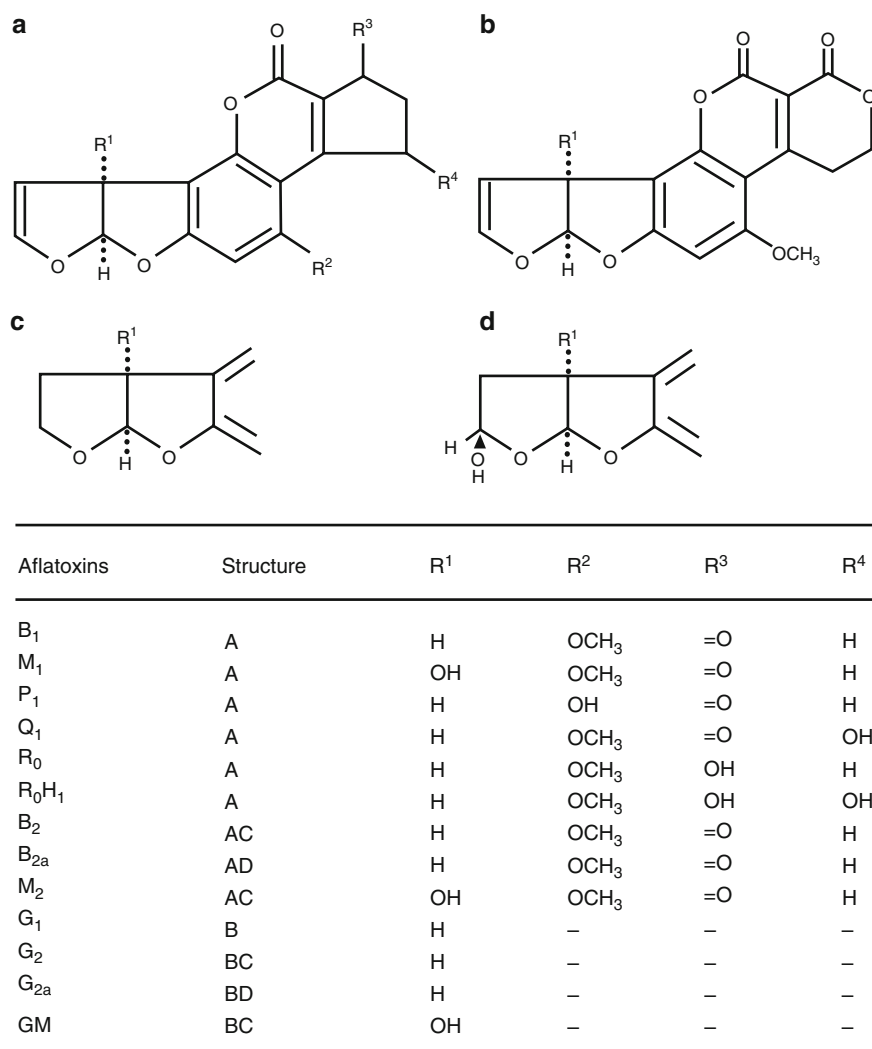 a
b
O
R³
O
O
O
O
O
R¹
R¹
R⁴
O
H
O
R²
O
H
O
OCH₃
c
d
R¹
R¹
O
H
O
H
O
H
O
H
O
Aflatoxins Structure R¹ R² R³ R⁴
B₁ A H OCH₃ =O H
M₁ A OH OCH₃ =O H
P₁ A H OH =O H
Q₁ A H OCH₃ =O OH
R₀ A H OCH₃ OH H
R₀H₁ A H OCH₃ OH OH
B₂ AC H OCH₃ =O H
B₂ₐ AD H OCH₃ =O H
M₂ AC OH OCH₃ =O H
G₁ B H – – –
G₂ BC H – – –
G₂ₐ BD H – – –
GM BC OH – – –